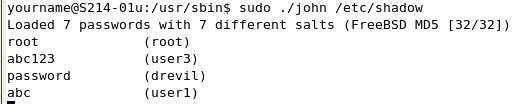 yourname@S214-01u:/usr/sbin$ sudo ./john /etc/shadow
Loaded 7 passwords with 7 different salts (FreeBSD MD5 [32/32])
root (root)
abc123 (user3)
password (drevil)
abc (user1)